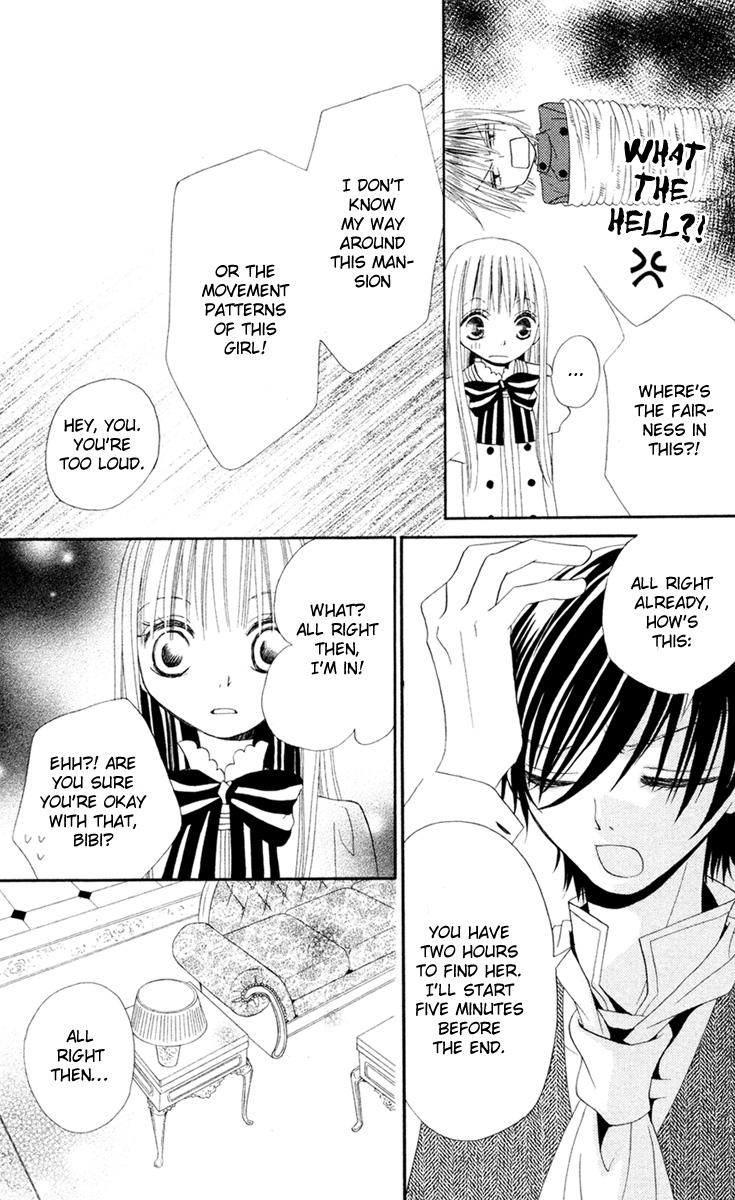 WHAT
THE
HELL?!
WHERE'S
THE FAIR-
NESS IN
THIS?!
...
I DON'T
KNOW
MY WAY
AROUND
THIS MAN-
SION
OR THE
MOVEMENT
PATTERNS
OF THIS
GIRL!
HEY, YOU.
YOU'RE
TOO LOUD.
ALL RIGHT
ALREADY,
HOW'S
THIS:
YOU HAVE
TWO HOURS
TO FIND HER.
I'LL START
FIVE MINUTES
BEFORE
THE END.
WHAT?
ALL RIGHT
THEN,
I'M IN!
EHH?! ARE
YOU SURE
YOU'RE OKAY
WITH THAT,
BIBI?
ALL
RIGHT
THEN...